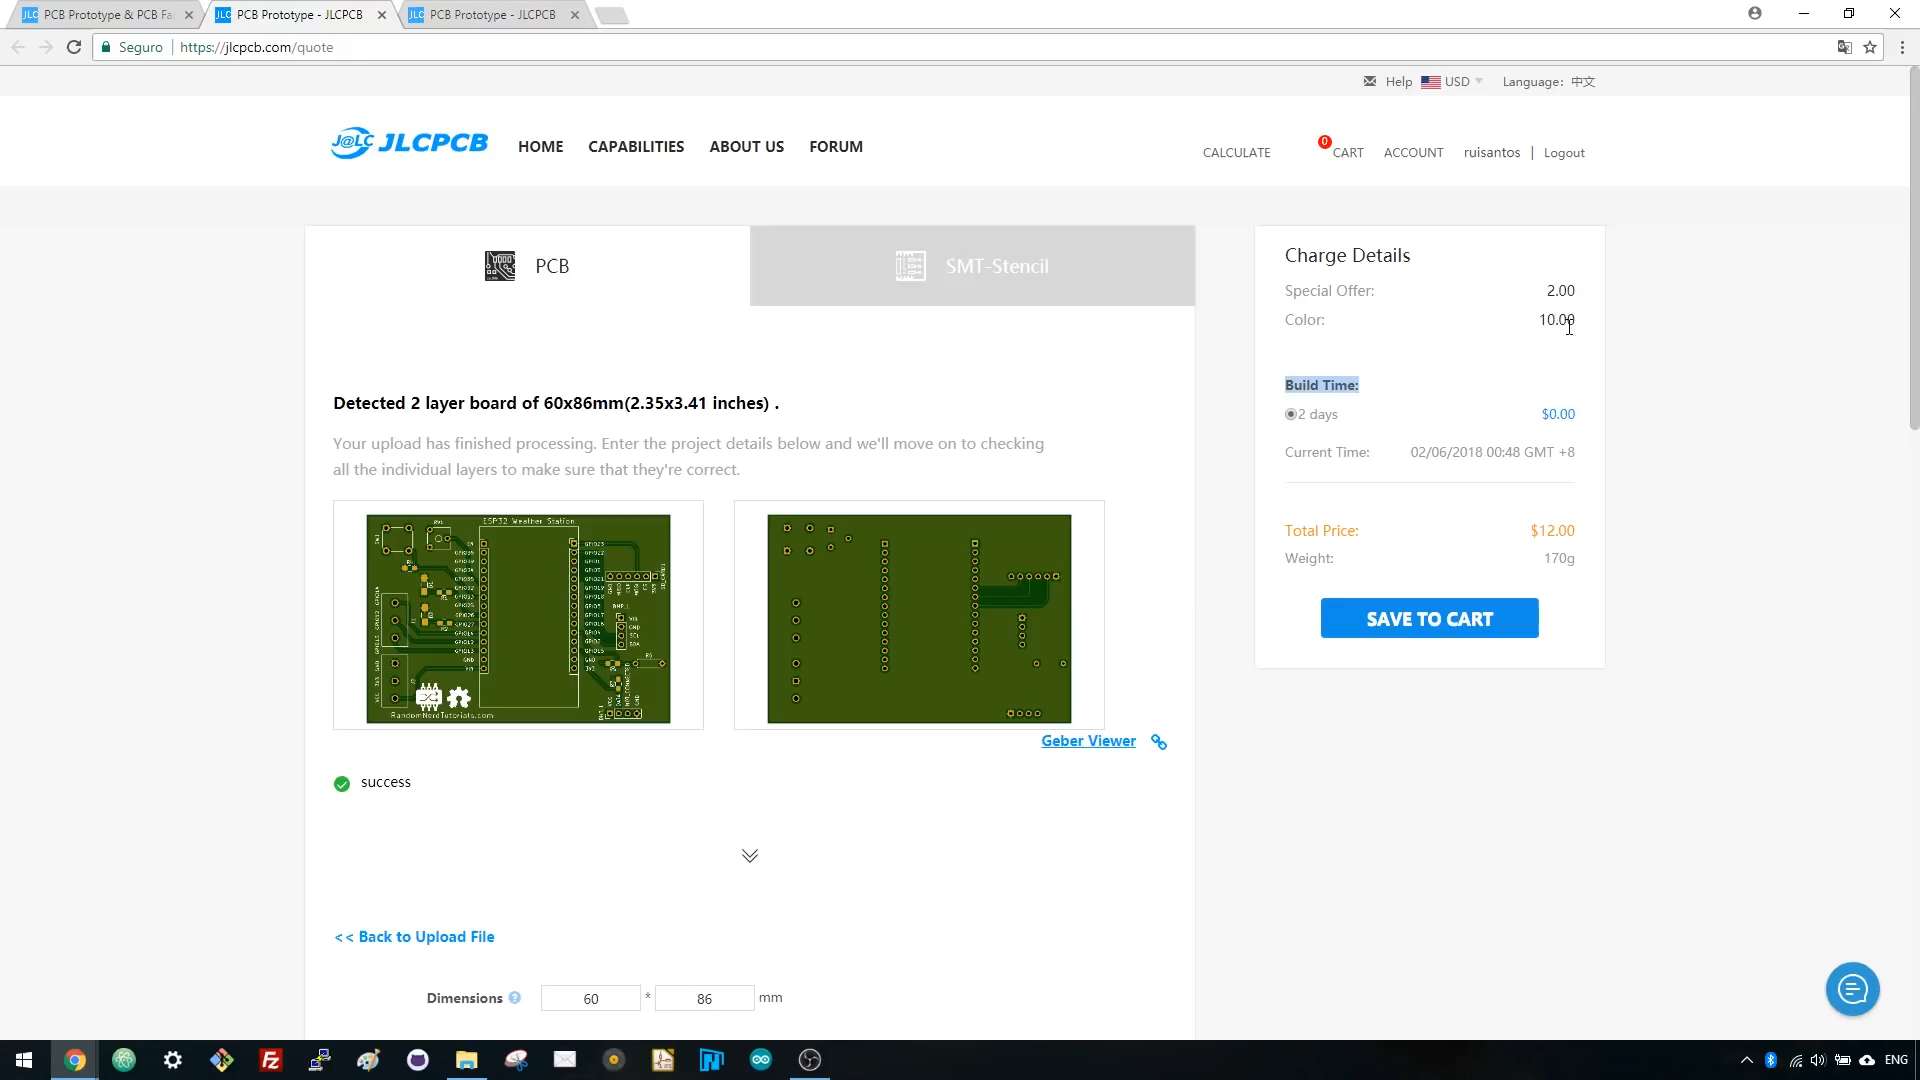 PCB Prototype & PCB Fa
PCB Prototype - JLCPCB
PCB Prototype - JLCPCB
Seguro
https://jlcpcb.com/quote
Help
USD
Language: 中文
J@LC JLCPCB
HOME
CAPABILITIES
ABOUT US
FORUM
CALCULATE
0
CART
ACCOUNT
ruisantos | Logout
PCB
SMT-Stencil
Detected 2 layer board of 60x86mm(2.35x3.41 inches) .
Your upload has finished processing. Enter the project details below and we'll move on to checking
all the individual layers to make sure that they're correct.
ESP32 Weather Station
RandomNerdTutorials.com
Geber Viewer
success
<< Back to Upload File
Dimensions ?
60 * 86 mm
Charge Details
Special Offer: 2.00
Color: 10.00
Build Time:
2 days $0.00
Current Time: 02/06/2018 00:48 GMT +8
Total Price: $12.00
Weight: 170g
SAVE TO CART
ENG